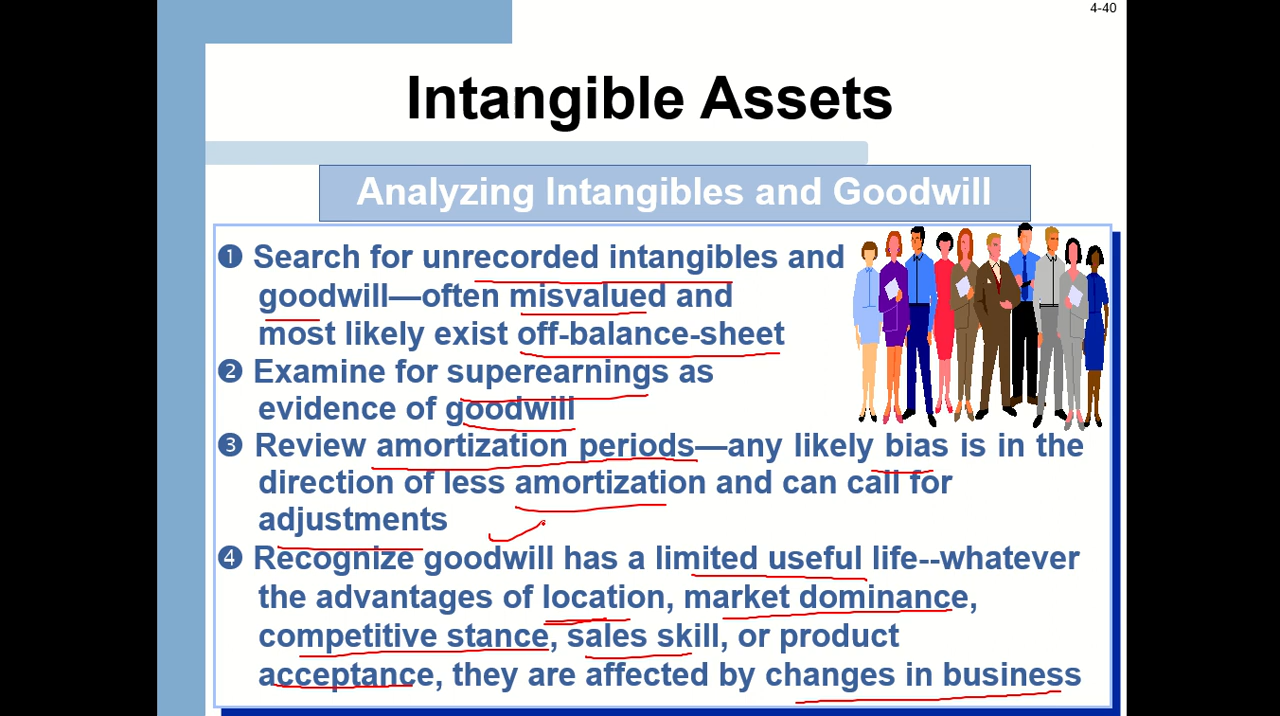 4-40
Intangible Assets
Analyzing Intangibles and Goodwill
❶ Search for unrecorded intangibles and
goodwill—often misvalued and
most likely exist off-balance-sheet
❷ Examine for superearnings as
evidence of goodwill
❸ Review amortization periods—any likely bias is in the
direction of less amortization and can call for
adjustments
❹ Recognize goodwill has a limited useful life--whatever
the advantages of location, market dominance,
competitive stance, sales skill, or product
acceptance, they are affected by changes in business